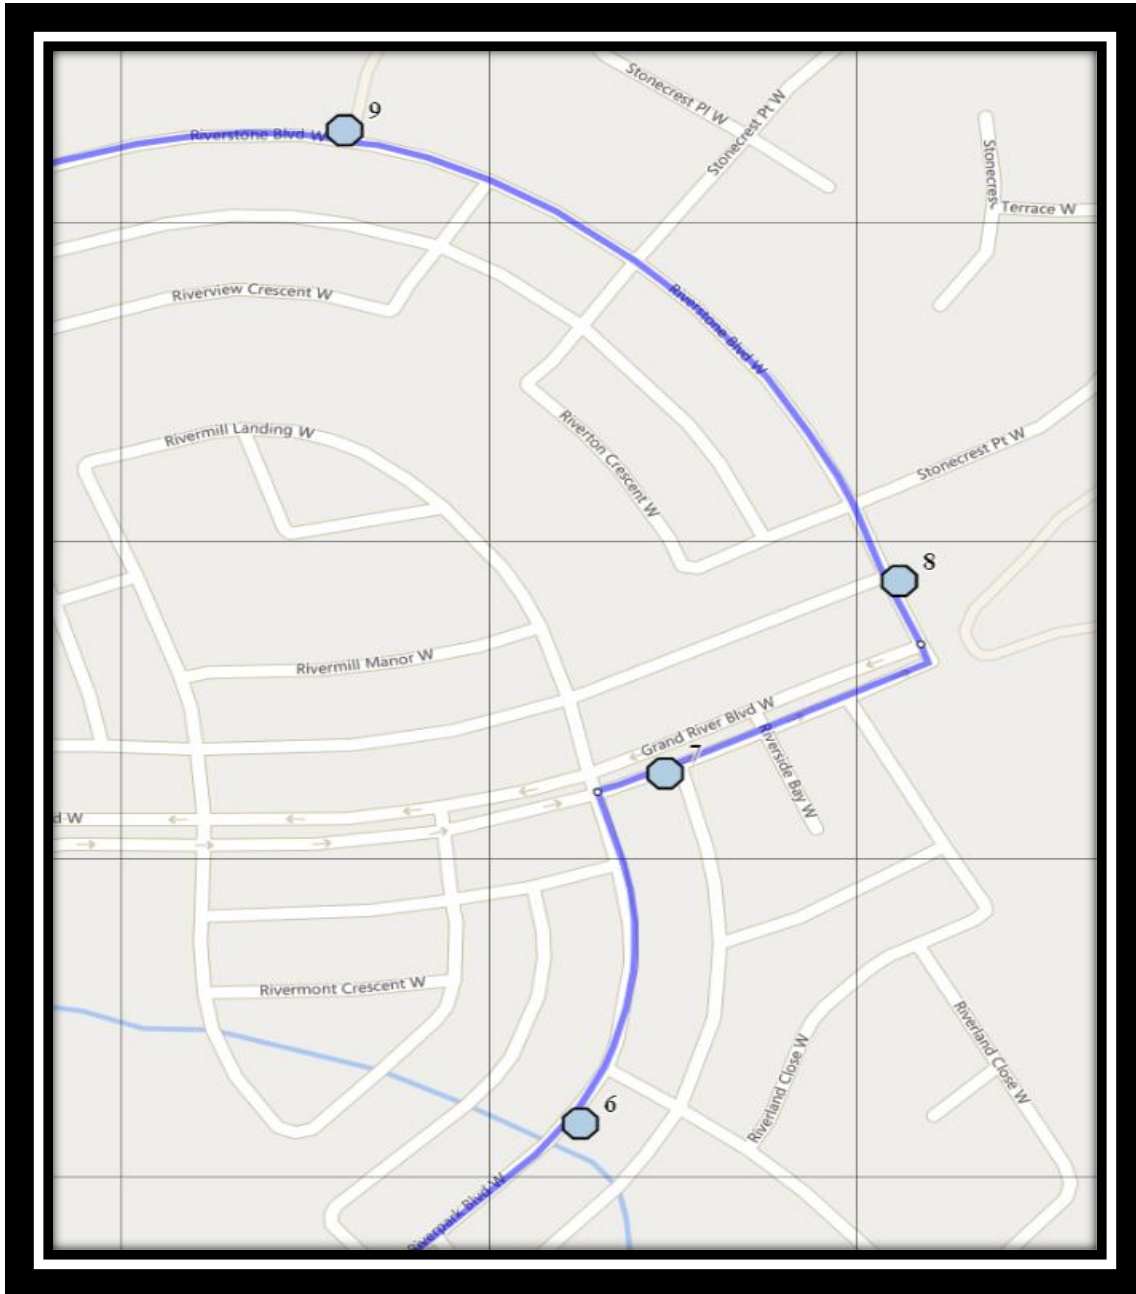 9
Stonecrest Pl W
Stonecrest Pt W
Riverstone Blvd W
Stonecres
Terrace W
Riverview Crescent W
Riverstone Blvd W
Rivermill Landing W
Riverton Crescent W
Stonecrest Pt W
8
Rivermill Manor W
Grand River Blvd W
7
Riverside Bay W
d W
Rivermont Crescent W
Riverland Close W
Riverland Close W
6
Riverpark Blvd W